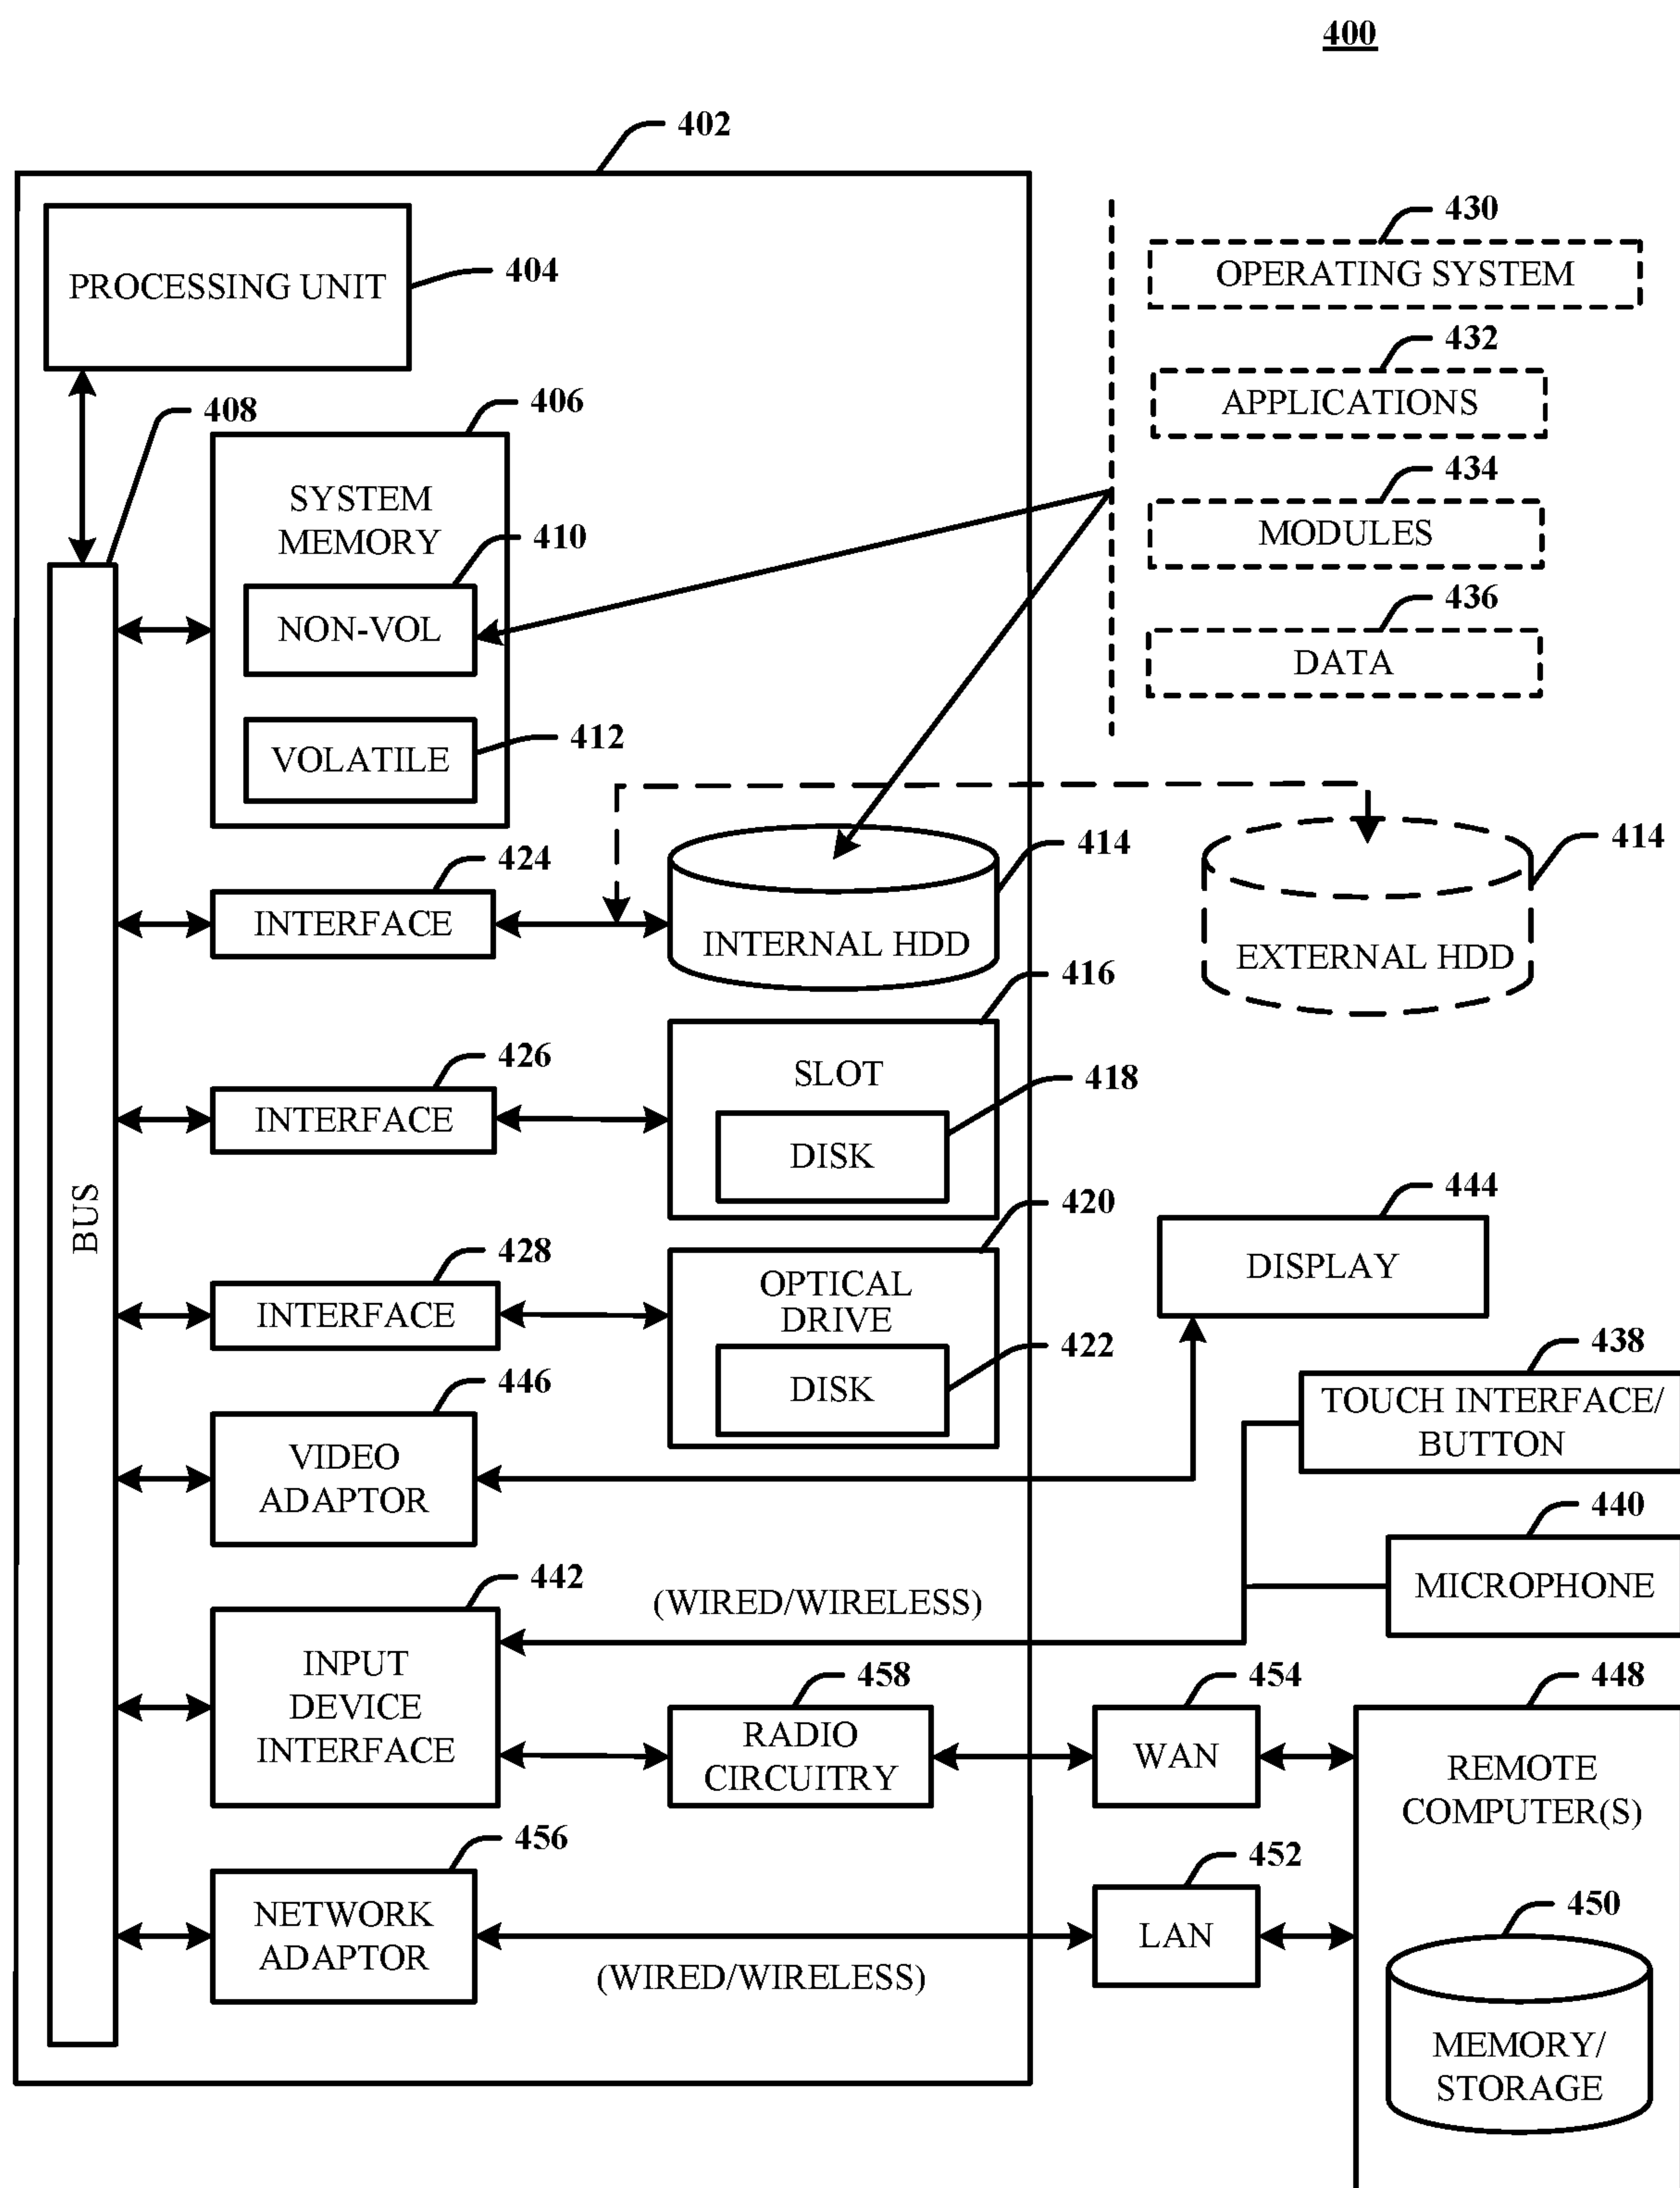 400
402
PROCESSING UNIT
404
430
OPERATING SYSTEM
432
APPLICATIONS
408
406
SYSTEM
MEMORY
410
NON-VOL
434
MODULES
436
DATA
412
VOLATILE
424
INTERFACE
414
INTERNAL HDD
414
EXTERNAL HDD
416
SLOT
426
INTERFACE
418
DISK
BUS
420
OPTICAL
DRIVE
428
INTERFACE
422
DISK
444
DISPLAY
438
TOUCH INTERFACE/
BUTTON
446
VIDEO
ADAPTOR
440
MICROPHONE
442
(WIRED/WIRELESS)
INPUT
DEVICE
INTERFACE
458
RADIO
CIRCUITRY
454
WAN
448
REMOTE
COMPUTER(S)
456
NETWORK
ADAPTOR
(WIRED/WIRELESS)
452
LAN
450
MEMORY/
STORAGE